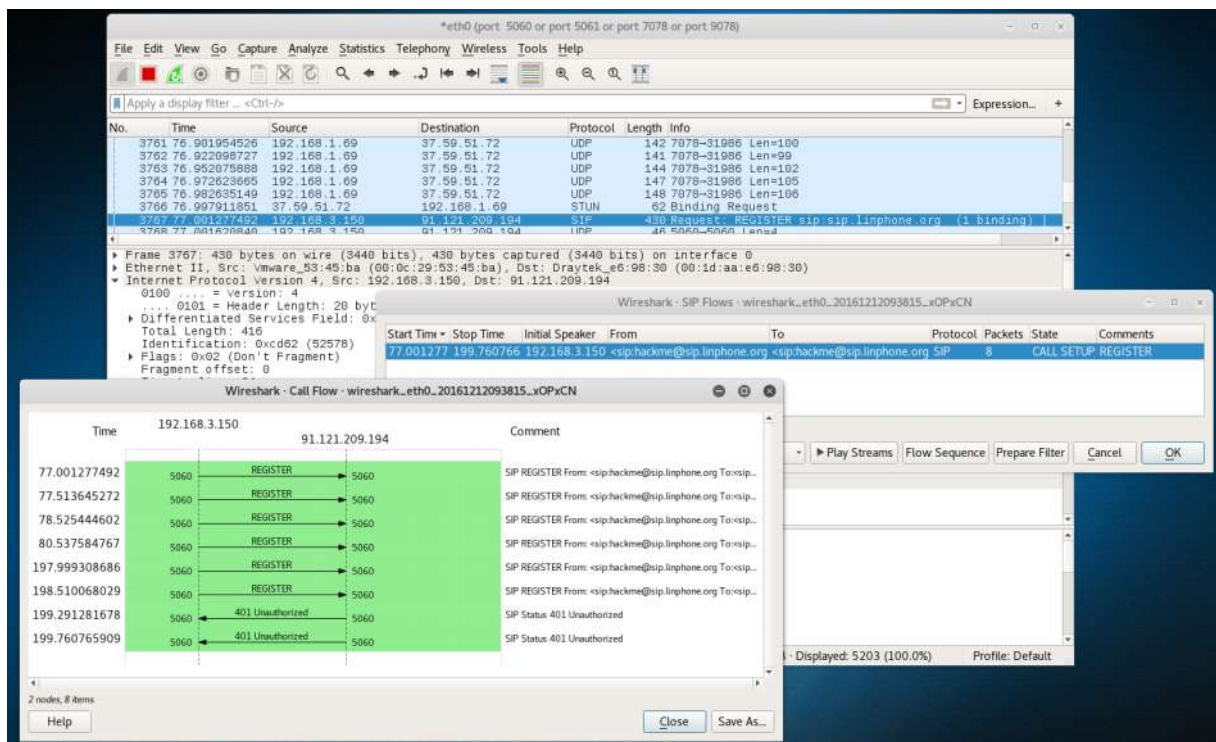 *eth0 (port 5060 or port 5061 or port 7078 or port 9078)
File Edit View Go Capture Analyze Statistics Telephony Wireless Tools Help
Apply a display filter ... <Ctrl-/>
Expression... +
No. Time Source Destination Protocol Length Info
3761 76.901954526 192.168.1.69 37.59.51.72 UDP 142 7078→31986 Len=100
3762 76.922098727 192.168.1.69 37.59.51.72 UDP 141 7078→31986 Len=99
3763 76.952075888 192.168.1.69 37.59.51.72 UDP 144 7078→31986 Len=102
3764 76.972623665 192.168.1.69 37.59.51.72 UDP 147 7078→31986 Len=105
3765 76.982635149 192.168.1.69 37.59.51.72 UDP 148 7078→31986 Len=106
3766 76.997911851 37.59.51.72 192.168.1.69 STUN 62 Binding Request
3767 77.001277492 192.168.3.150 91.121.209.194 SIP 430 Request: REGISTER sip:sip.linphone.org (1 binding) |
3768 77.001620840 192.168.3.150 91.121.209.194 UDP 46 5060→5060 Len=4
Frame 3767: 430 bytes on wire (3440 bits), 430 bytes captured (3440 bits) on interface 0
Ethernet II, Src: Vmware_53:45:ba (00:0c:29:53:45:ba), Dst: Draytek_e6:98:30 (00:1d:aa:e6:98:30)
Internet Protocol Version 4, Src: 192.168.3.150, Dst: 91.121.209.194
0100 .... = Version: 4
.... 0101 = Header Length: 20 byt
Differentiated Services Field: 0x
Total Length: 416
Identification: 0xcd62 (52578)
Flags: 0x02 (Don't Fragment)
Fragment offset: 0
Wireshark · SIP Flows · wireshark_eth0_20161212093815_xOPxCN
Start Time Stop Time Initial Speaker From To Protocol Packets State Comments
77.001277 199.760766 192.168.3.150 <sip:hackme@sip.linphone.org <sip:hackme@sip.linphone.org SIP 8 CALL SETUP REGISTER
Play Streams Flow Sequence Prepare Filter Cancel OK
Wireshark · Call Flow · wireshark_eth0_20161212093815_xOPxCN
Time 192.168.3.150 91.121.209.194 Comment
77.001277492 5060 REGISTER 5060 SIP REGISTER From: <sip:hackme@sip.linphone.org To:<sip...
77.513645272 5060 REGISTER 5060 SIP REGISTER From: <sip:hackme@sip.linphone.org To:<sip...
78.525444602 5060 REGISTER 5060 SIP REGISTER From: <sip:hackme@sip.linphone.org To:<sip...
80.537584767 5060 REGISTER 5060 SIP REGISTER From: <sip:hackme@sip.linphone.org To:<sip...
197.999308686 5060 REGISTER 5060 SIP REGISTER From: <sip:hackme@sip.linphone.org To:<sip...
198.510068029 5060 REGISTER 5060 SIP REGISTER From: <sip:hackme@sip.linphone.org To:<sip...
199.291281678 5060 401 Unauthorized 5060 SIP Status 401 Unauthorized
199.760765909 5060 401 Unauthorized 5060 SIP Status 401 Unauthorized
· Displayed: 5203 (100.0%) Profile: Default
2 nodes, 8 items
Help Close Save As...